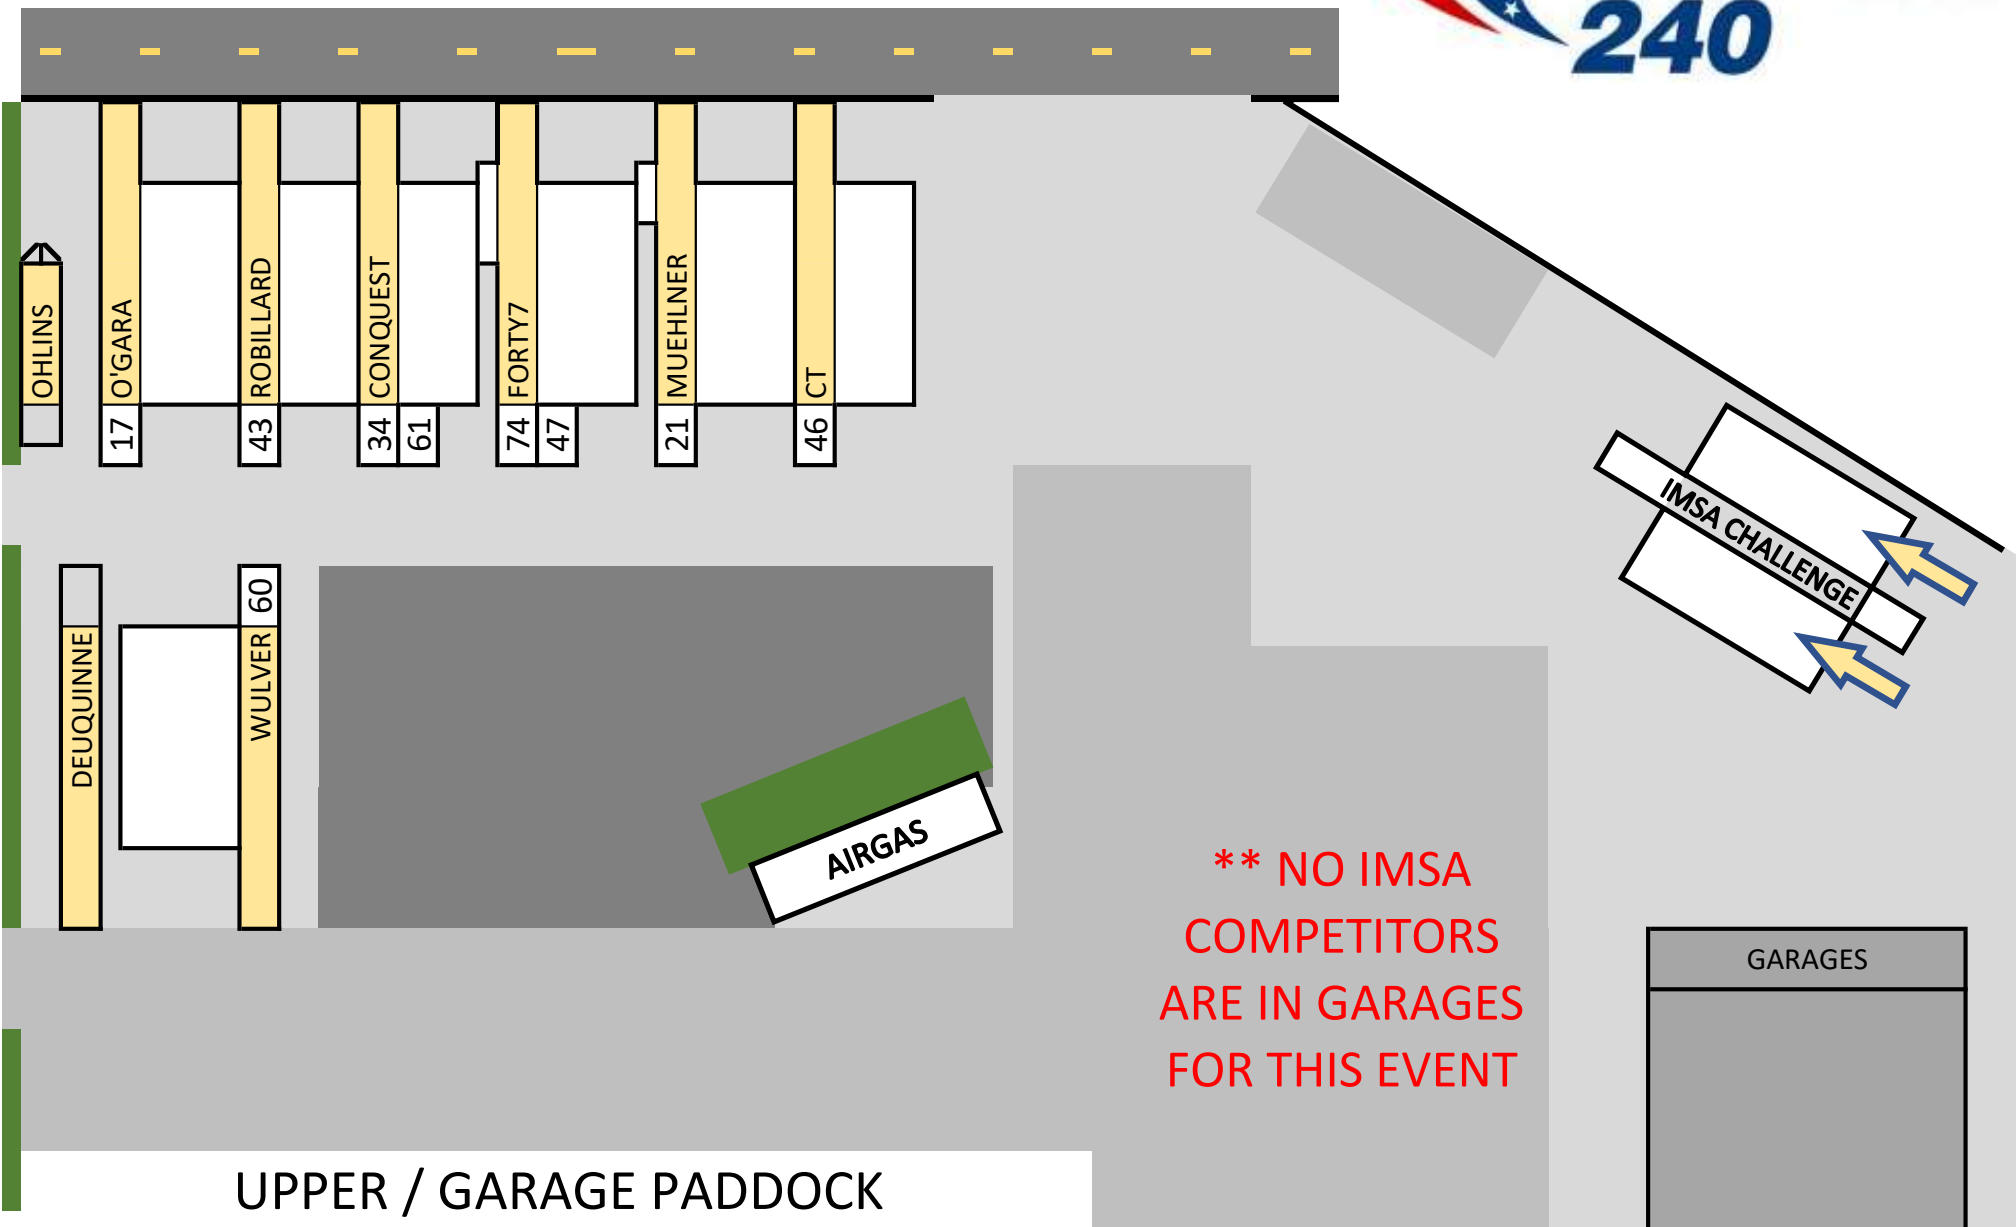 240
OHLINS
O'GARA
17
ROBILLARD
43
CONQUEST
34
61
FORTY7
74
47
MUEHLNER
21
CT
46
IMSA CHALLENGE
DEUQUINNE
60
WULVER
AIRGAS
** NO IMSA
COMPETITORS
ARE IN GARAGES
FOR THIS EVENT
GARAGES
UPPER / GARAGE PADDOCK